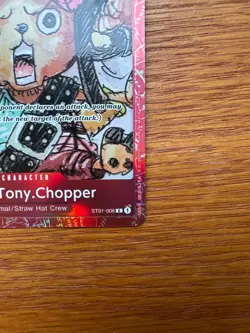 ponent declares an attack, you may
the new target of the attack.)
CHARACTER
Tony.Chopper
mal/Straw Hat Crew
ST01-006 C 1